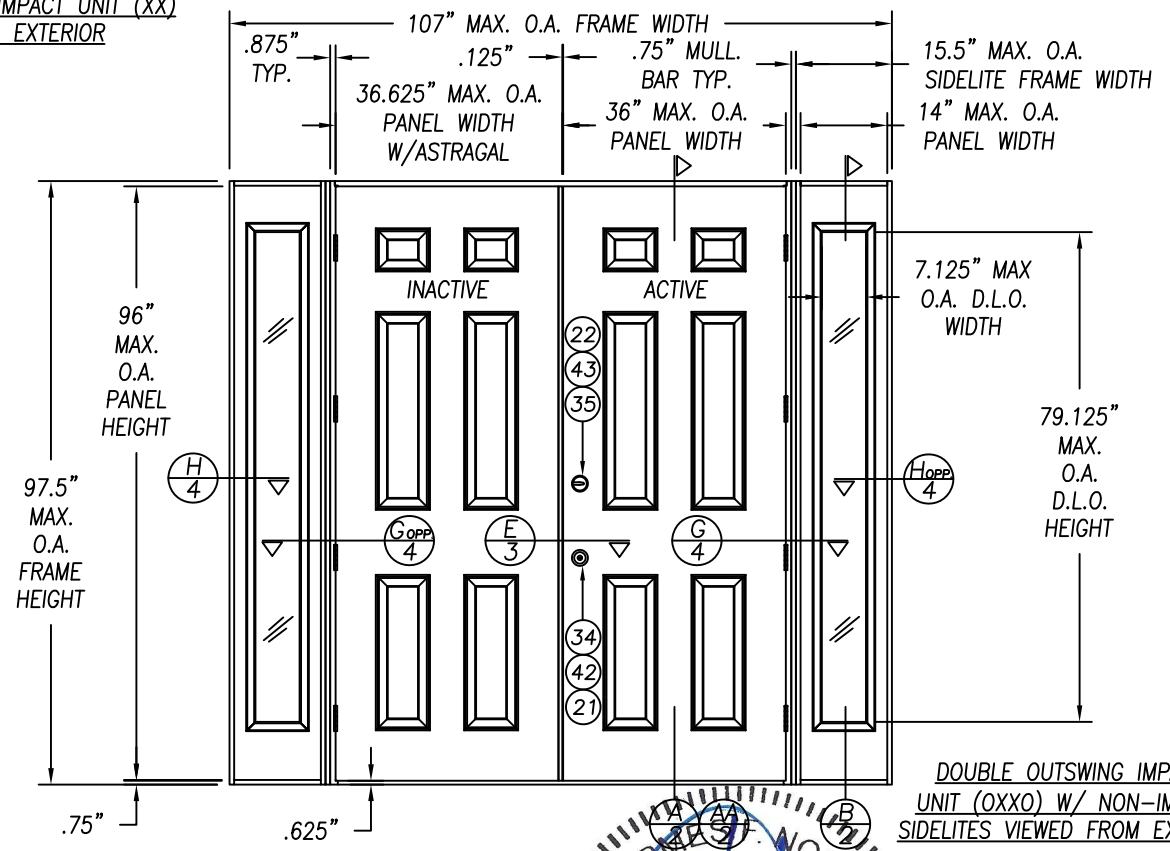 IMPACT UNIT (XX)
EXTERIOR
107" MAX. O.A. FRAME WIDTH
.875"
TYP.
.125"
.75" MULL.
BAR TYP.
15.5" MAX. O.A.
SIDELITE FRAME WIDTH
36.625" MAX. O.A.
PANEL WIDTH
W/ASTRAGAL
36" MAX. O.A.
PANEL WIDTH
14" MAX. O.A.
PANEL WIDTH
INACTIVE
ACTIVE
7.125" MAX
O.A. D.L.O.
WIDTH
96"
MAX.
O.A.
PANEL
HEIGHT
22
43
35
79.125"
MAX.
O.A.
D.L.O.
HEIGHT
H
4
HOPP
4
97.5"
MAX.
O.A.
FRAME
HEIGHT
GOPP
4
E
3
G
4
34
42
21
.75"
.625"
A
2
AA
2
B
2
DOUBLE OUTSWING IMP
UNIT (OXXO) W/ NON-IM
SIDELITES VIEWED FROM EX